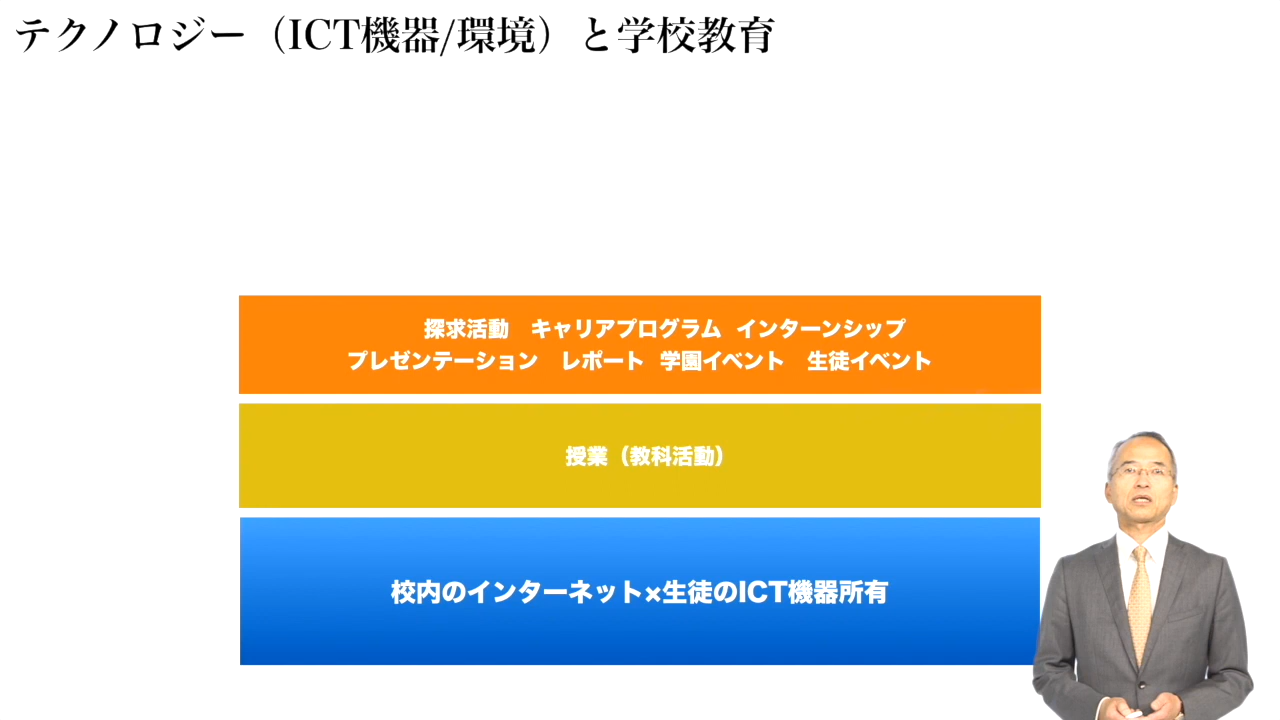 テクノロジー（ICT機器/環境）と学校教育
探求活動　キャリアプログラム　インターンシップ
プレゼンテーション　レポート　学園イベント　生徒イベント
授業（教科活動）
校内のインターネット×生徒のICT機器所有